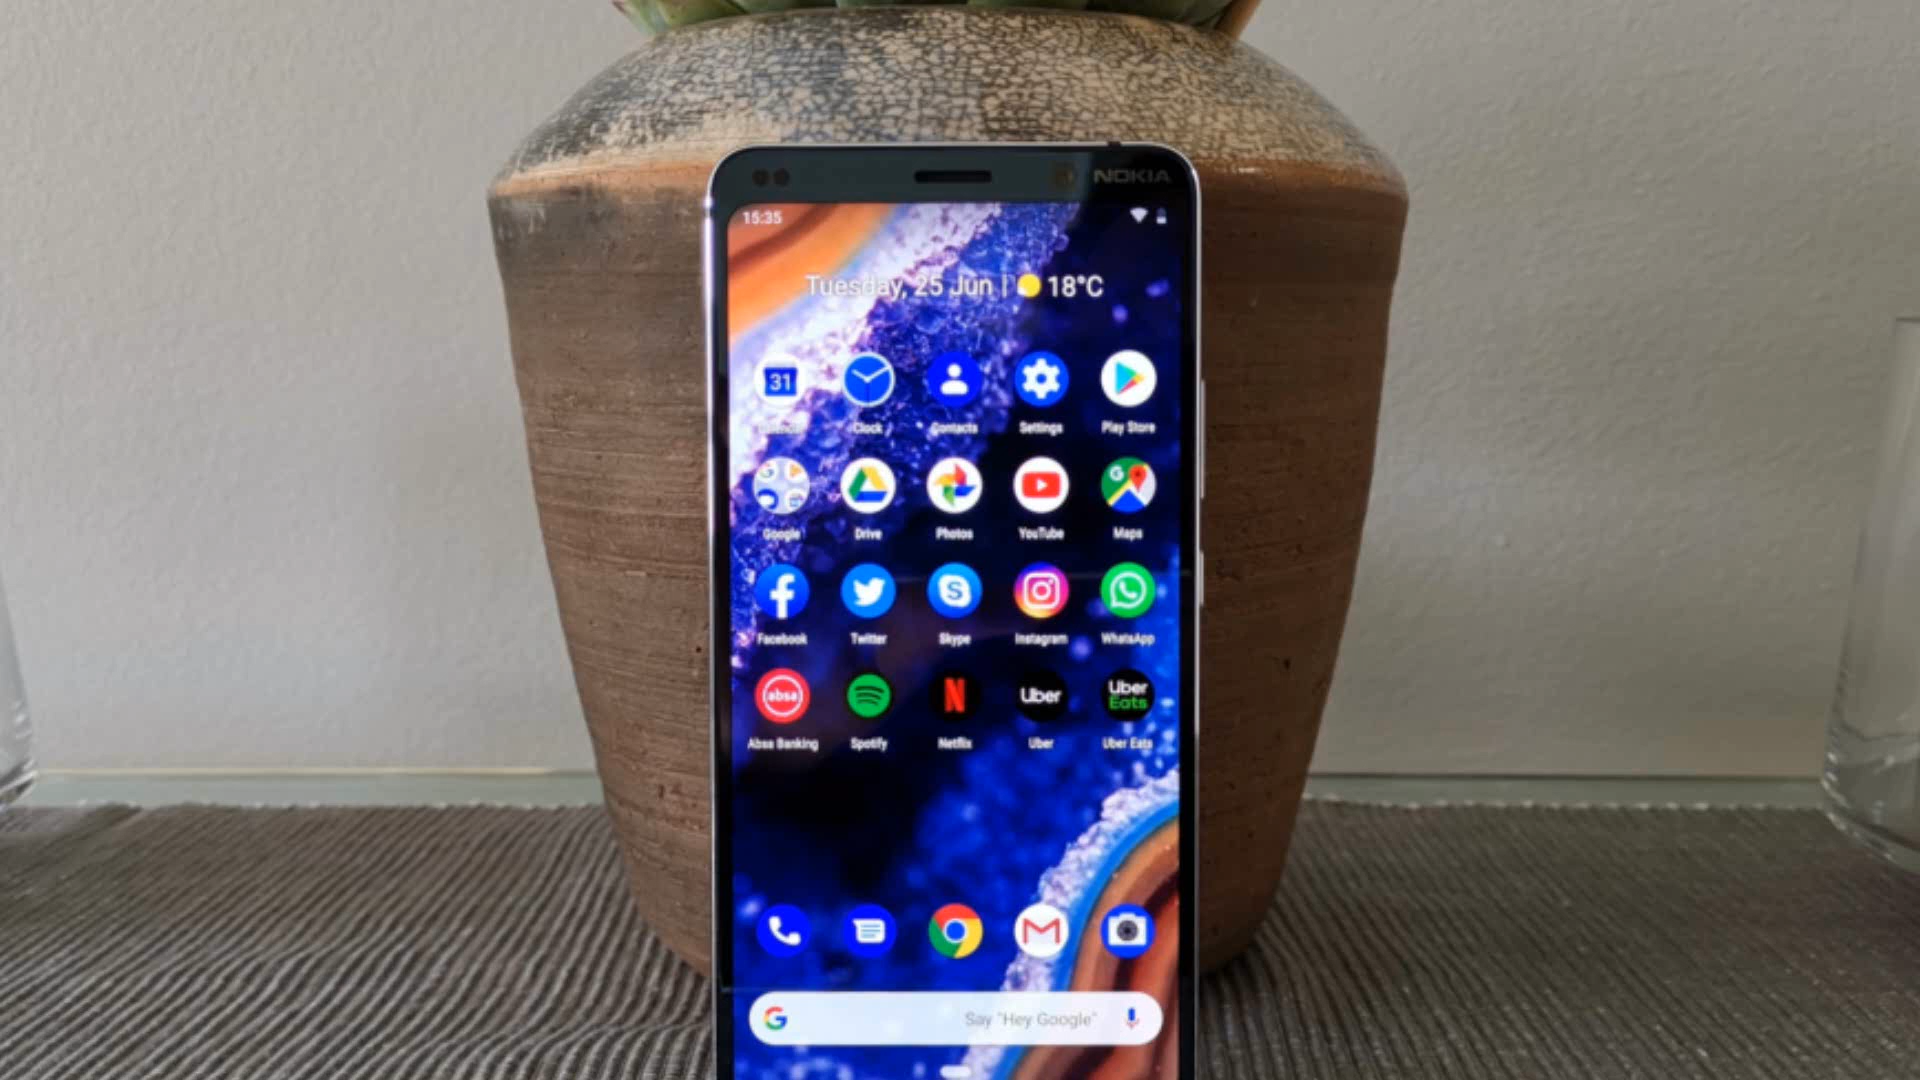 NOKIA
15:35
Tuesday, 25 Jun | 18°C
31
Calendar Clock Contacts Settings Play Store
G
Google Drive Photos YouTube Maps
Facebook Twitter Skype Instagram WhatsApp
absa N Uber Uber Eats
Absa Banking Spotify Netflix Uber Uber Eats
G Say "Hey Google"